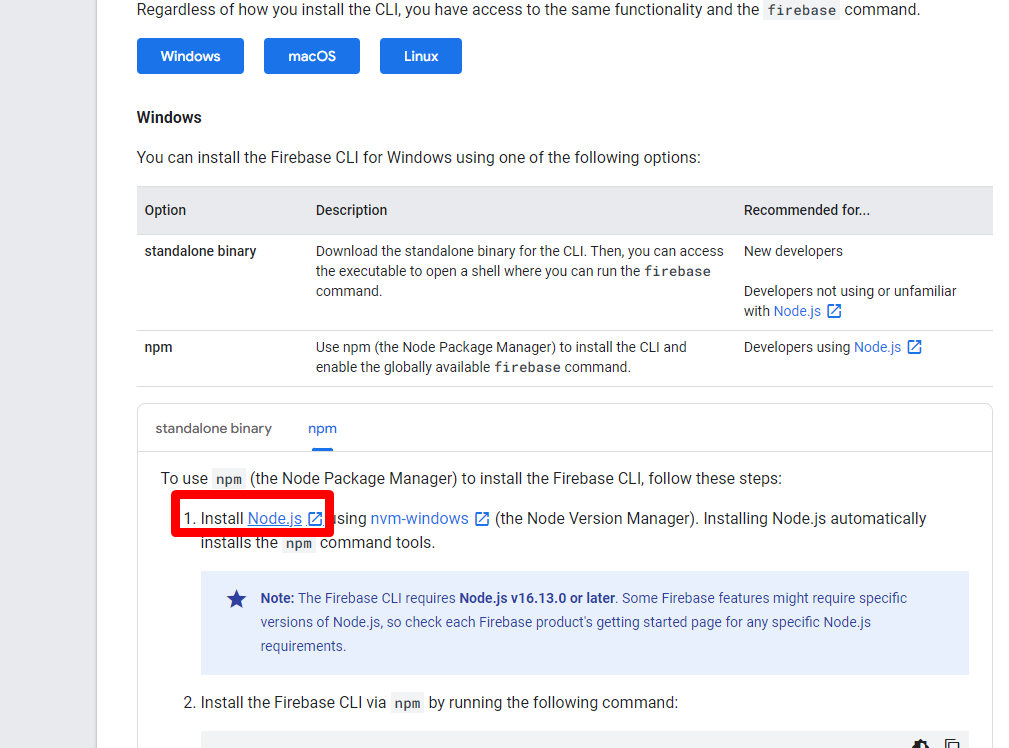 Regardless of how you install the CLI, you have access to the same functionality and the firebase command.
Windows macOS Linux
Windows
You can install the Firebase CLI for Windows using one of the following options:
Option Description Recommended for...
standalone binary Download the standalone binary for the CLI. Then, you can access New developers
the executable to open a shell where you can run the firebase
command. Developers not using or unfamiliar
with Node.js
npm Use npm (the Node Package Manager) to install the CLI and Developers using Node.js
enable the globally available firebase command.
standalone binary npm
To use npm (the Node Package Manager) to install the Firebase CLI, follow these steps:
1. Install Node.js using nvm-windows (the Node Version Manager). Installing Node.js automatically
installs the npm command tools.
Note: The Firebase CLI requires Node.js v16.13.0 or later. Some Firebase features might require specific
versions of Node.js, so check each Firebase product's getting started page for any specific Node.js
requirements.
2. Install the Firebase CLI via npm by running the following command: